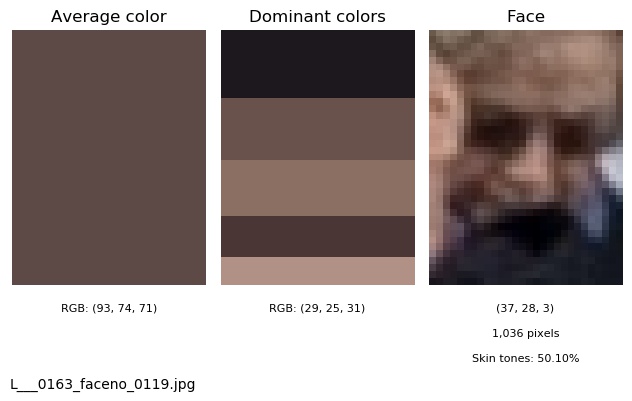 Average color
Dominant colors
Face
RGB: (93, 74, 71)
RGB: (29, 25, 31)
(37, 28, 3)
1,036 pixels
Skin tones: 50.10%
L___0163_faceno_0119.jpg